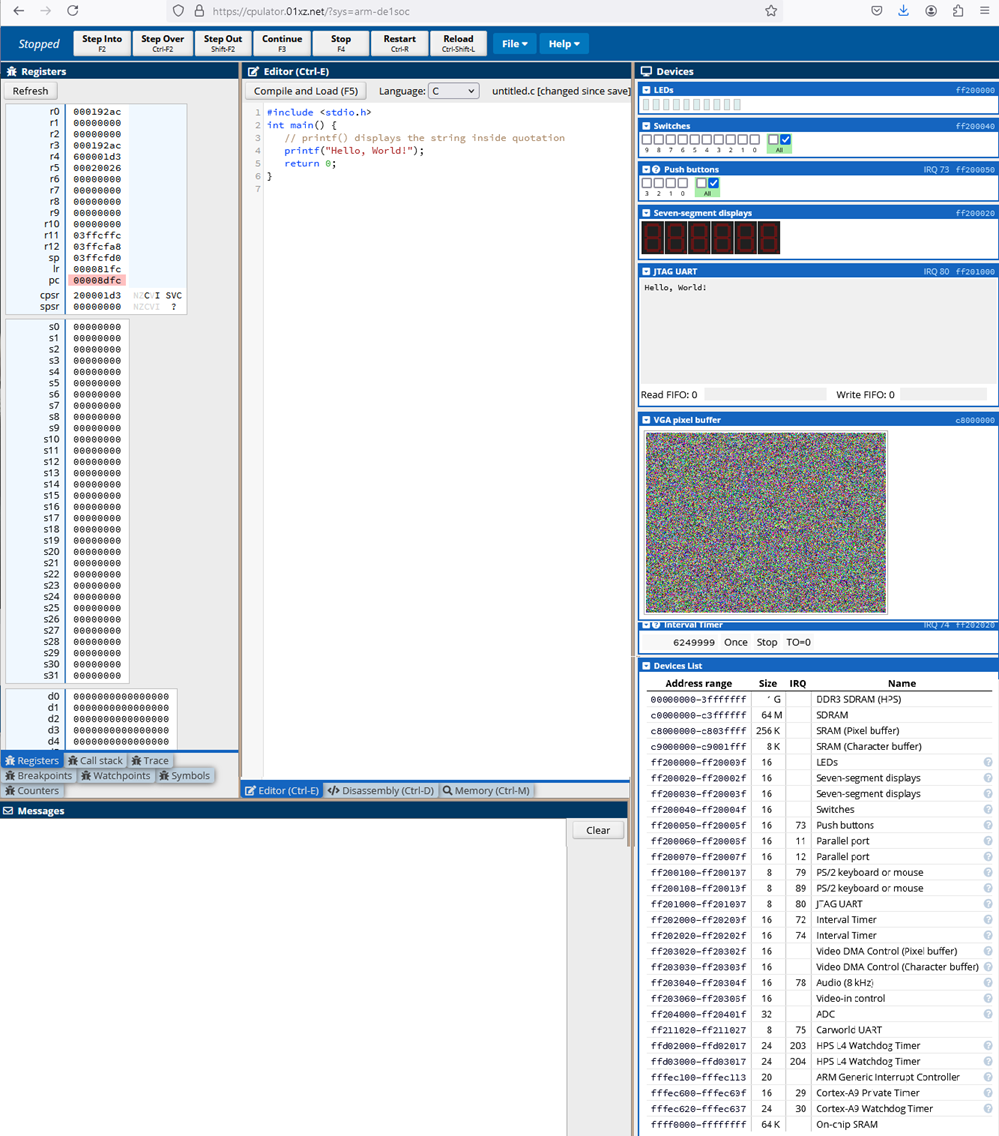 https://cpulator.01xz.net/?sys=arm-de1soc
Stopped
Step Into F2
Step Over Ctrl-F2
Step Out Shift-F2
Continue F3
Stop F4
Restart Ctrl-R
Reload Ctrl-Shift-L
File
Help
Registers
Refresh
r0 000192ac
r1 00000000
r2 00000000
r3 000192ac
r4 600001d3
r5 00020026
r6 00000000
r7 00000000
r8 00000000
r9 00000000
r10 00000000
r11 03ffcffc
r12 03ffcfa8
sp 03ffcfd0
lr 000081fc
pc 00008dfc
cpsr 200001d3 NZCVI SVC
spsr 00000000 NZCVI ?
s0 00000000
s1 00000000
s2 00000000
s3 00000000
s4 00000000
s5 00000000
s6 00000000
s7 00000000
s8 00000000
s9 00000000
s10 00000000
s11 00000000
s12 00000000
s13 00000000
s14 00000000
s15 00000000
s16 00000000
s17 00000000
s18 00000000
s19 00000000
s20 00000000
s21 00000000
s22 00000000
s23 00000000
s24 00000000
s25 00000000
s26 00000000
s27 00000000
s28 00000000
s29 00000000
s30 00000000
s31 00000000
d0 0000000000000000
d1 0000000000000000
d2 0000000000000000
d3 0000000000000000
d4 0000000000000000
Registers Call stack Trace
Breakpoints Watchpoints Symbols
Counters
Editor (Ctrl-E)
Compile and Load (F5) Language: C untitled.c [changed since save]
1 #include <stdio.h>
2 int main() {
3 // printf() displays the string inside quotation
4 printf("Hello, World!");
5 return 0;
6 }
7
Editor (Ctrl-E) Disassembly (Ctrl-D) Memory (Ctrl-M)
Messages
Clear
Devices
LEDs ff200000
Switches ff200040
9 8 7 6 5 4 3 2 1 0 All
Push buttons IRQ 73 ff200050
3 2 1 0 All
Seven-segment displays ff200020
JTAG UART IRQ 80 ff201000
Hello, World!
Read FIFO: 0 Write FIFO: 0
VGA pixel buffer c8000000
Interval Timer IRQ 74 ff202020
6249999 Once Stop TO=0
Devices List
Address range Size IRQ Name
00000000-3fffffff 1 G DDR3 SDRAM (HPS)
c0000000-c3ffffff 64 M SDRAM
c8000000-c803ffff 256 K SRAM (Pixel buffer)
c9000000-c9001fff 8 K SRAM (Character buffer)
ff200000-ff20000f 16 LEDs
ff200020-ff20002f 16 Seven-segment displays
ff200030-ff20003f 16 Seven-segment displays
ff200040-ff20004f 16 Switches
ff200050-ff20005f 16 73 Push buttons
ff200060-ff20006f 16 11 Parallel port
ff200070-ff20007f 16 12 Parallel port
ff200100-ff200107 8 79 PS/2 keyboard or mouse
ff200108-ff20010f 8 89 PS/2 keyboard or mouse
ff201000-ff201007 8 80 JTAG UART
ff202000-ff20200f 16 72 Interval Timer
ff202020-ff20202f 16 74 Interval Timer
ff203020-ff20302f 16 Video DMA Control (Pixel buffer)
ff203030-ff20303f 16 Video DMA Control (Character buffer)
ff203040-ff20304f 16 78 Audio (8 kHz)
ff203060-ff20306f 16 Video-in control
ff204000-ff20401f 32 ADC
ff211020-ff211027 8 75 Carworld UART
ffd02000-ffd02017 24 203 HPS L4 Watchdog Timer
ffd03000-ffd03017 24 204 HPS L4 Watchdog Timer
fffec100-fffec113 20 ARM Generic Interrupt Controller
fffec600-fffec60f 16 29 Cortex-A9 Private Timer
fffec620-fffec637 24 30 Cortex-A9 Watchdog Timer
ffff0000-ffffffff 64 K On-chip SRAM